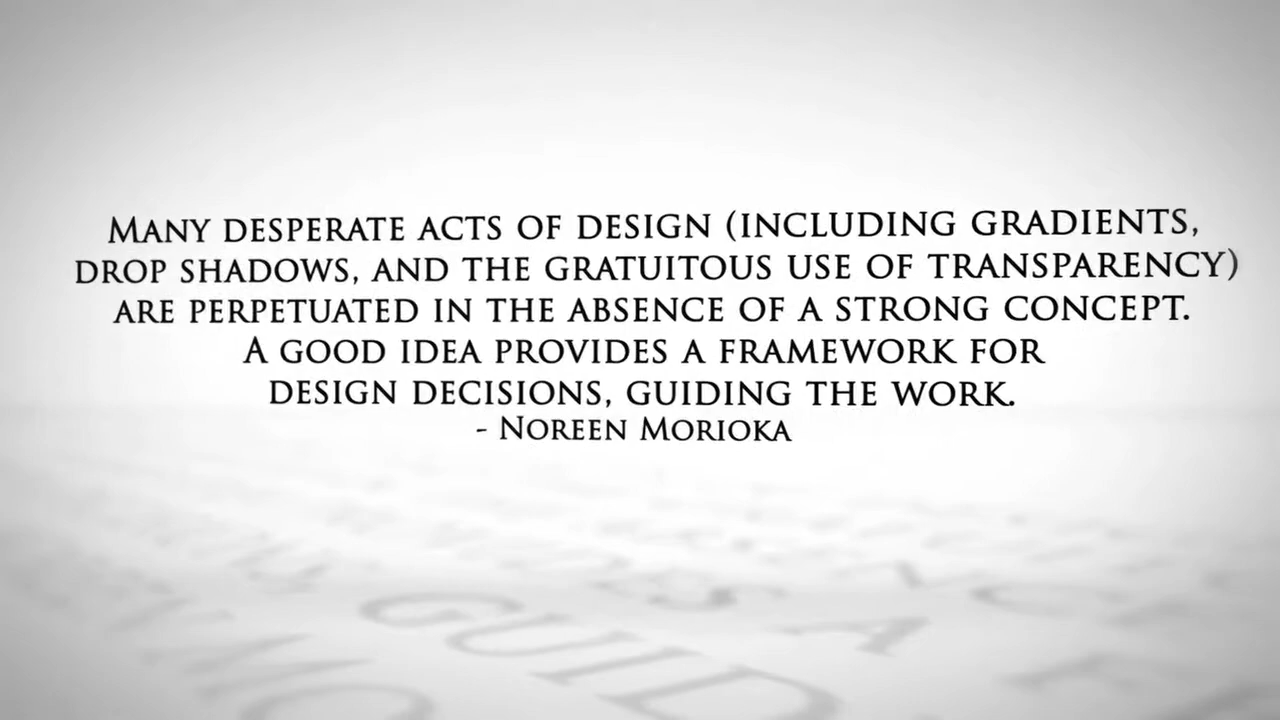 Many desperate acts of design (including gradients,
drop shadows, and the gratuitous use of transparency)
are perpetuated in the absence of a strong concept.
A good idea provides a framework for
design decisions, guiding the work.
- Noreen Morioka